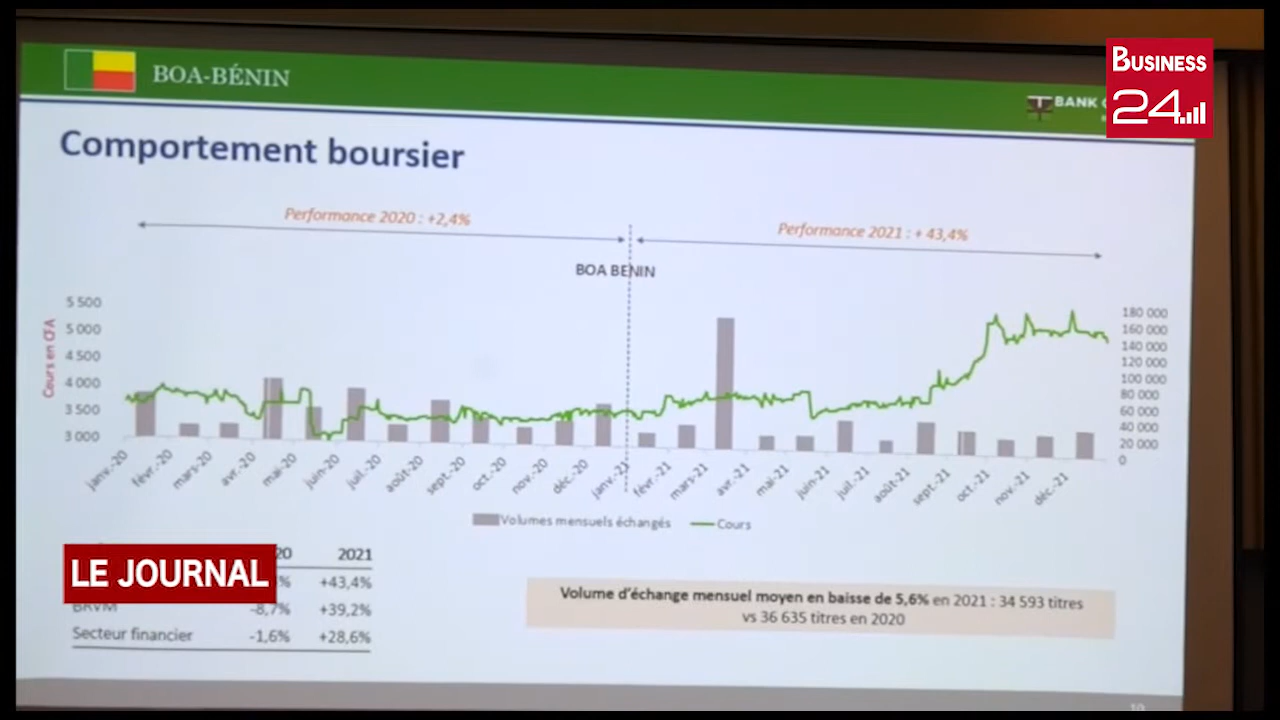 BOA-BÉNIN
BANK
BUSINESS
24
Comportement boursier
Performance 2020 : +2,4%
Performance 2021 : + 43,4%
BOA BENIN
Cours en CFA
5 500
5 000
4 500
4 000
3 500
3 000
180 000
160 000
140 000
120 000
100 000
80 000
60 000
40 000
20 000
0
janv.-20 févr.-20 mars-20 avr.-20 mai-20 juin-20 juil.-20 août-20 sept.-20 oct.-20 nov.-20 déc.-20 janv.-21 févr.-21 mars-21 avr.-21 mai-21 juin-21 juil.-21 août-21 sept.-21 oct.-21 nov.-21 déc.-21
Volumes mensuels échangés Cours
20 2021
% +43,4%
BRVM -8,7% +39,2%
Secteur financier -1,6% +28,6%
LE JOURNAL
Volume d'échange mensuel moyen en baisse de 5,6% en 2021 : 34 593 titres
vs 36 635 titres en 2020
10